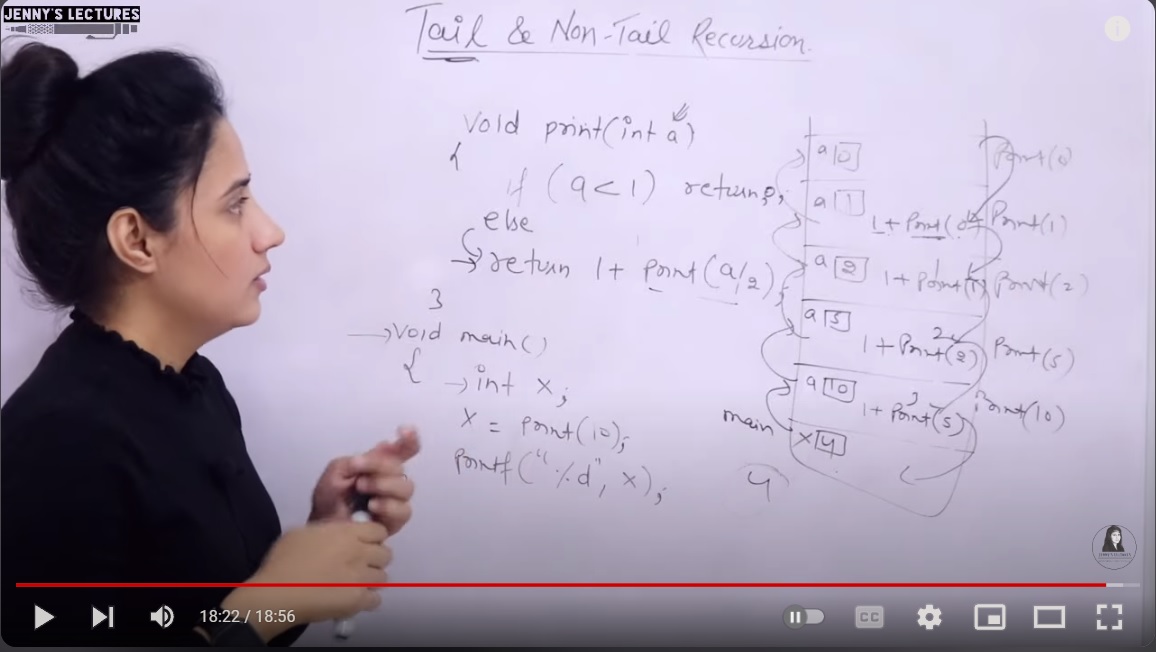 JENNY'S LECTURES
Tail & Non-Tail Recursion.
void print(int a)
{
if (a<1) return 0;
else
return 1 + print(a/2);
}
void main()
{
int x;
x = print(10);
printf("%d", x);
a 0
Print(0)
a 1
1 + Print(0)
Print(1)
a 2
1 + Print(1)
1
Print(2)
a 5
1 + Print(2)
2
Print(5)
a 10
1 + Print(5)
3
Print(10)
main
x 4
4
18:22 / 18:56
CC